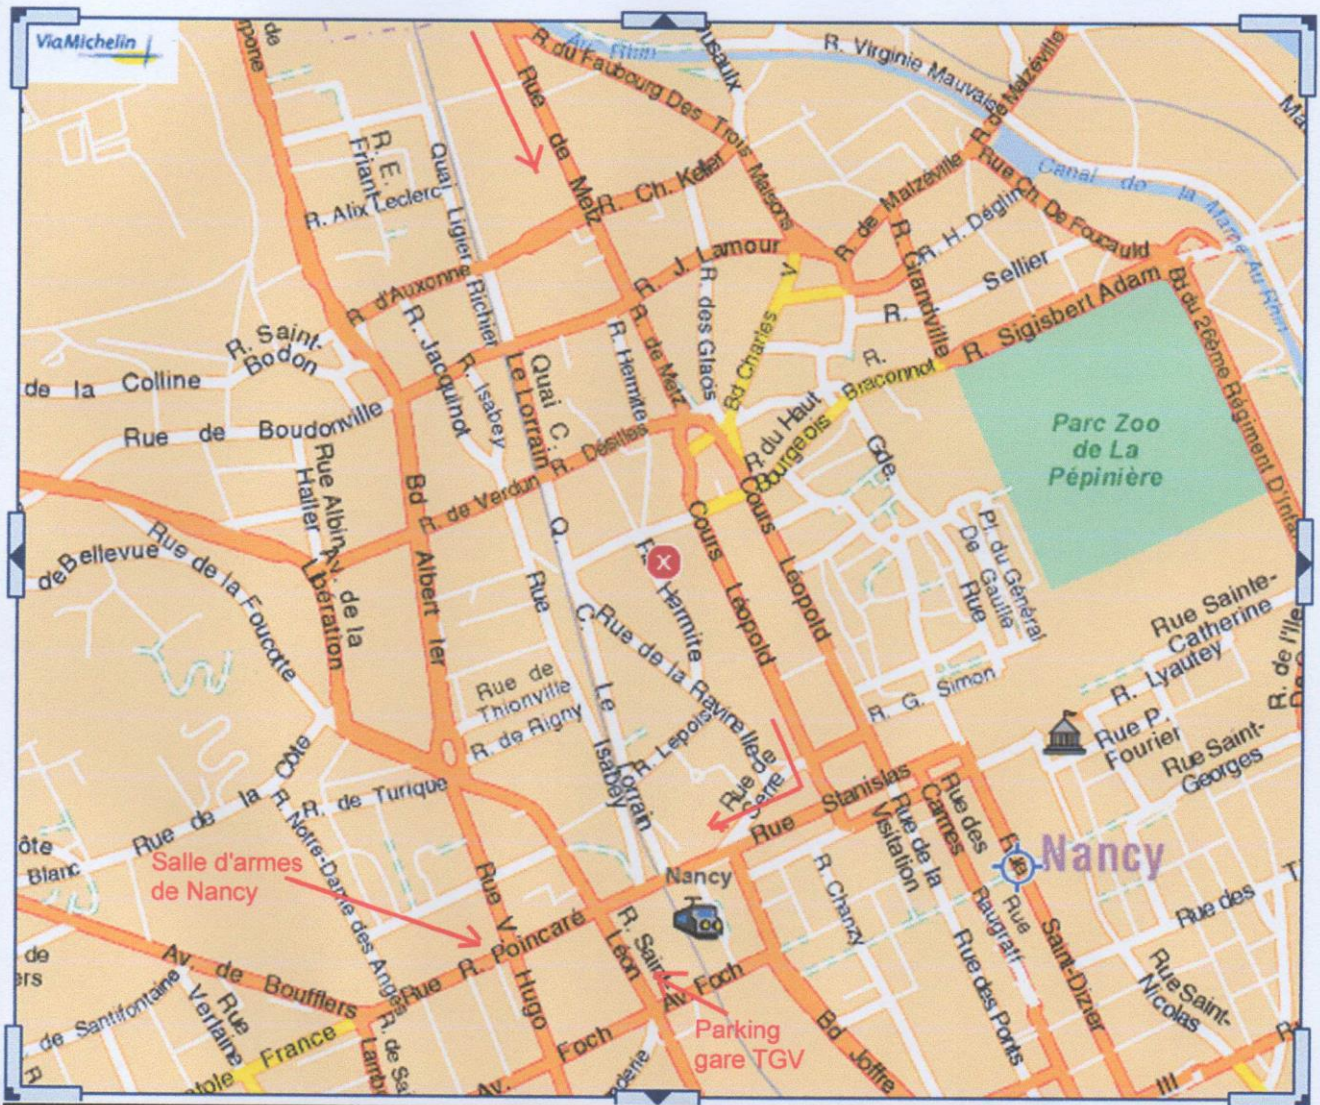 ViaMichelin
R. du Faubourg Des Trois Maisons
R. Virginie Mauvais
R. de Malzéville
Rue de Metz
R. E.
Friant
Quai Ligier Richier
R. Alix Leclerc
R. Ch. Keller
R. de Malzéville
Rue Ch. De Foucauld
Canal de la Marne Au Rhin
R. H. Déglin
R. Grandville
R. J. Lamour
R. Sellier
R. d'Auxonne
R. des Glacis
Bd Charles V
R. Sigisbert Adam
Bd du 26ème Régiment D'Infa
R. Saint-
Bodon
R. Jacquinot
R. Isabey
Quai C.
Le Lorrain
R. Hermite
R. de Metz
R. Braconnot
de la Colline
Rue de Boudonville
R. du Haut
Bourgeois
Gde
Parc Zoo
de La
Pépinière
Rue Albin
Haller
R. de Verdun
R. Désilles
Bd Albert Ier
Cours Léopold
Cours Léopold
Pl. du Général
De Gaulle
Rue
de Bellevue
Rue de la Foucotte
Av. de la
Libération
Rue Isabey
Q. C. Le Lorrain
X
Hermite
Rue de la Ravinelle
Rue Sainte-
Catherine
R. Lyautey
R. de l'Ile
Rue de
Thionville
R. de Rigny
R. Lepois
Rue de
Serre
R. G. Simon
Rue P.
Fourier
Rue Saint-
Georges
Rue de la Côte
R. de Turique
R. Notre-Dame des Anges
Rue Stanislas
Rue de la
Visitation
Rue des
Carmes
Rue
Nancy
Blanc
Salle d'armes
de Nancy
Nancy
R. Chanzy
Rue Raugraff
Rue Saint-Dizier
Rue des
Rue V. Hugo
Rue R. Poincaré
R. Saint
Léon
Av. de Boufflers
Av. Foch
Rue des Ponts
Rue Saint-
Nicolas
de Santifontaine
Rue
Verlaine
France
Parking
gare TGV
Av. Foch
Bd Joffre